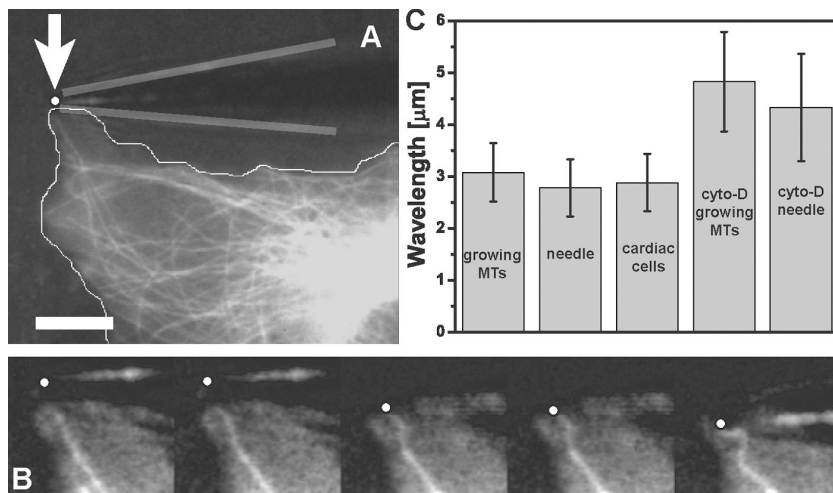 A
C
Wavelength [µm]
6
5
4
3
2
1
0
growing
MTs
needle
cardiac
cells
cyto-D
growing
MTs
cyto-D
needle
B